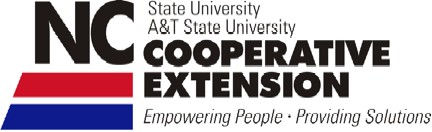 NC State University
A&T State University
COOPERATIVE
EXTENSION
Empowering People • Providing Solutions